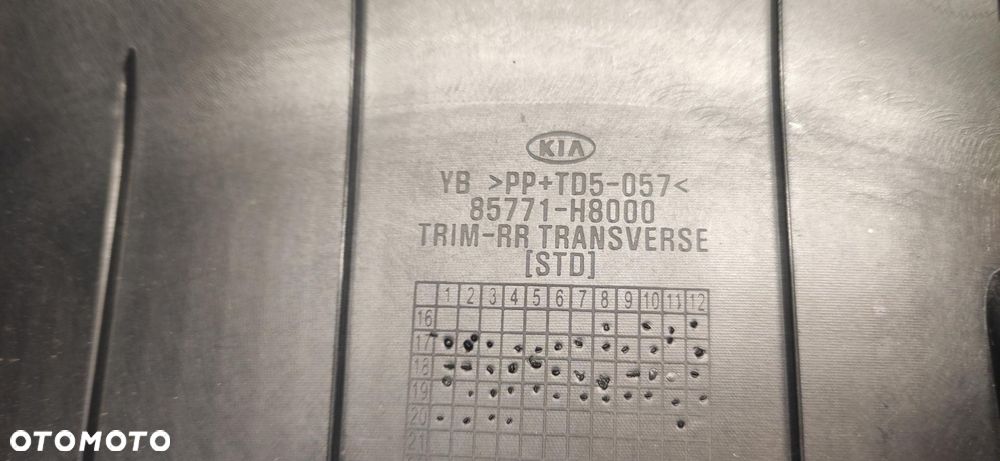 KIA
YB >PP+TD5-057<
85771-H8000
TRIM-RR TRANSVERSE
[STD]
1 2 3 4 5 6 7 8 9 10 11 12
16
17
18
19
20
21
OTOMOTO